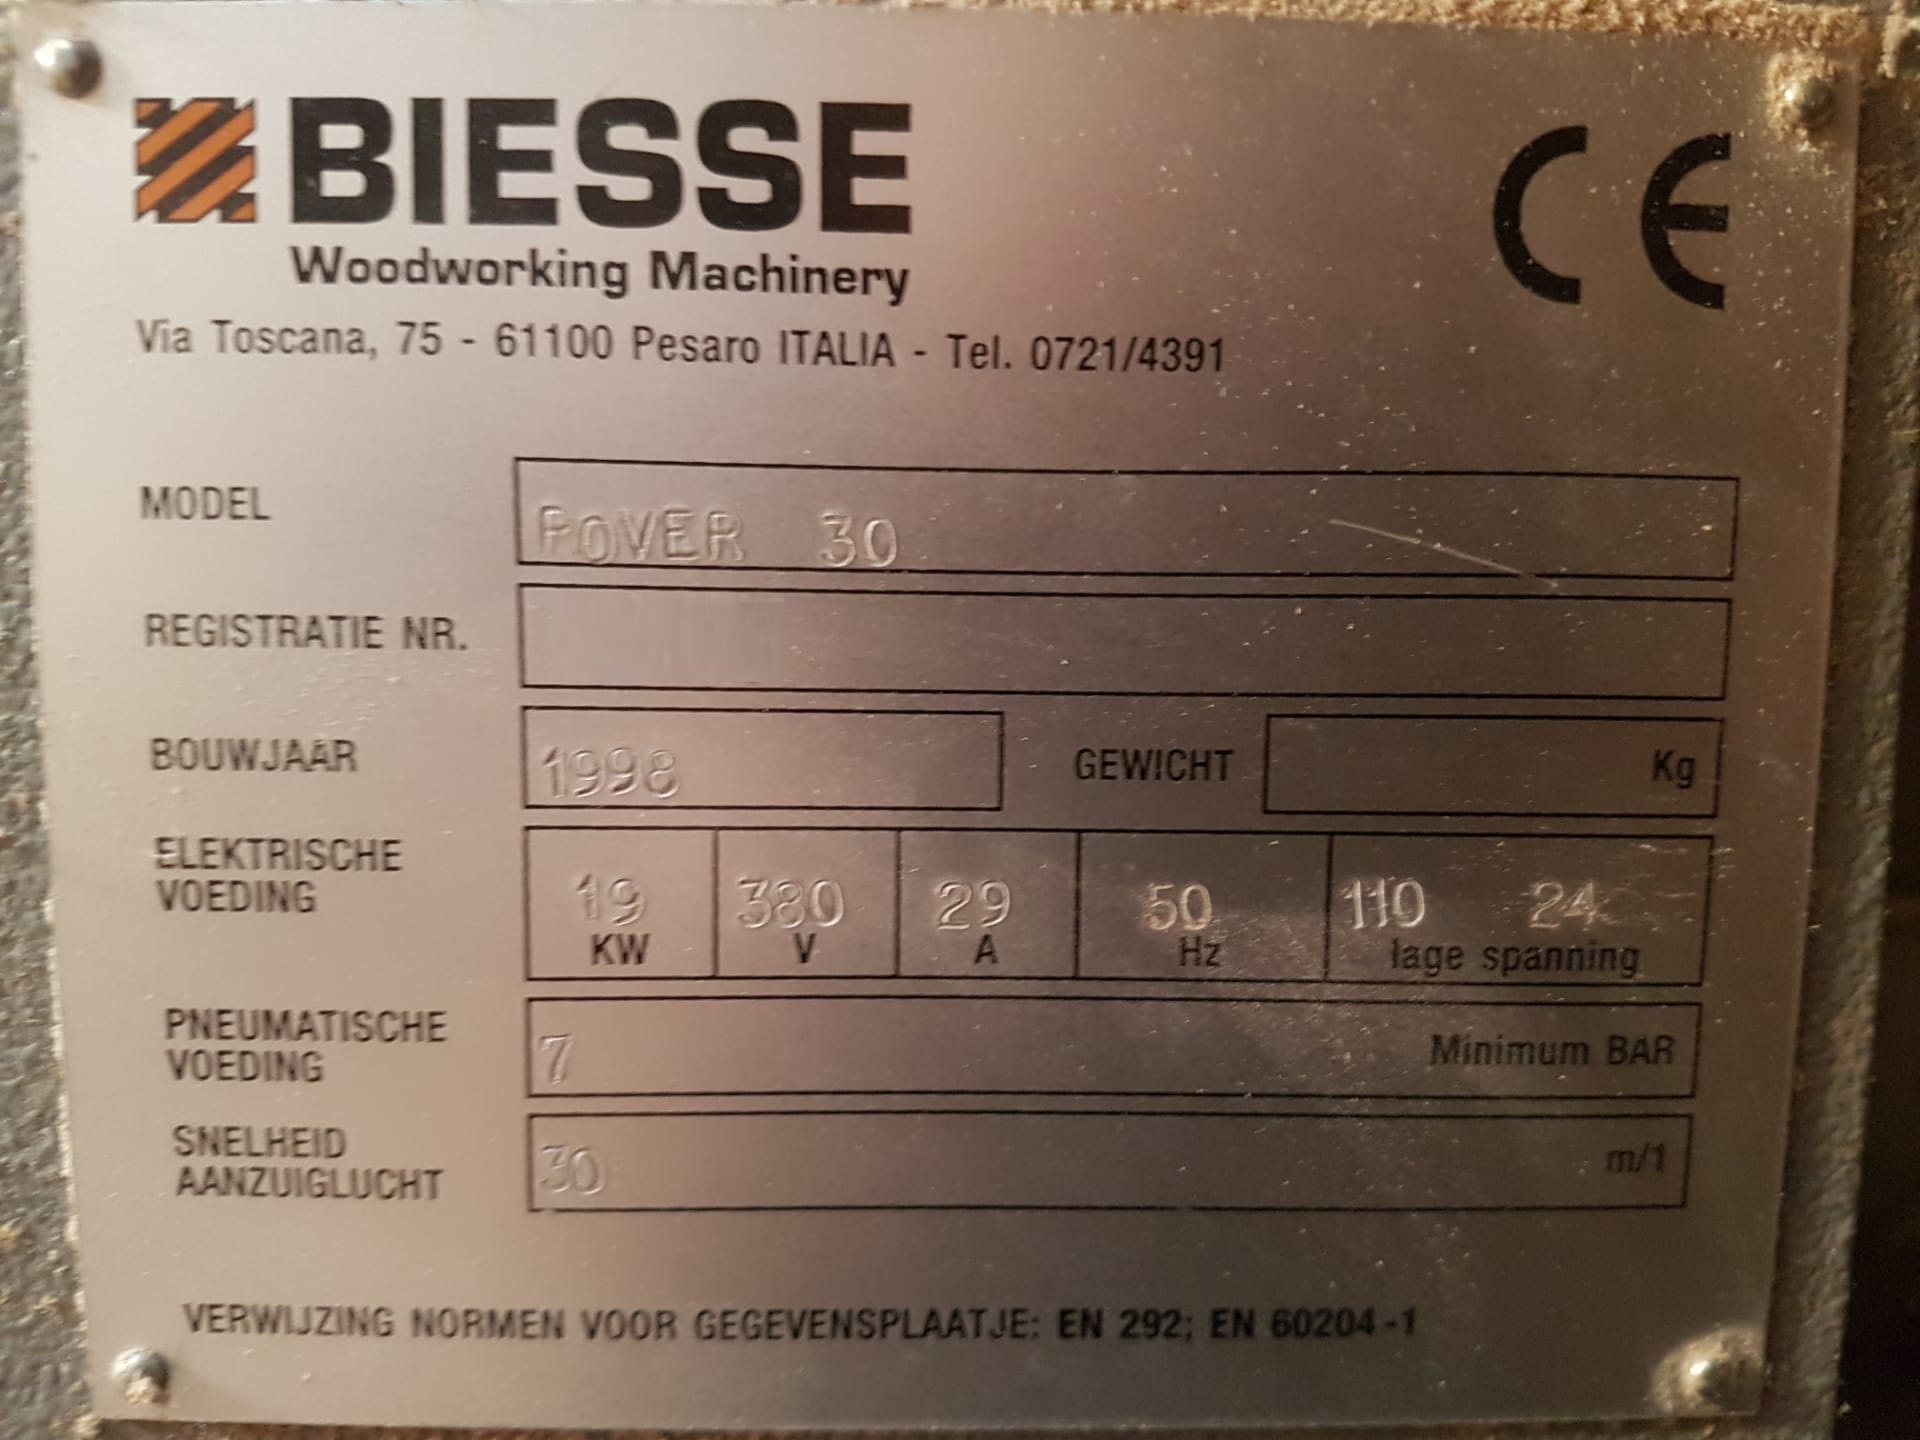 BIESSE
Woodworking Machinery
Via Toscana, 75 - 61100 Pesaro ITALIA - Tel. 0721/4391
CE
MODEL ROVER 30
REGISTRATIE NR.
BOUWJAAR 1998 GEWICHT Kg
ELEKTRISCHE VOEDING 19 KW 380 V 29 A 50 Hz 110 24 lage spanning
PNEUMATISCHE VOEDING 7 Minimum BAR
SNELHEID AANZUIGLUCHT 30 m/1
VERWIJZING NORMEN VOOR GEGEVENSPLAATJE: EN 292; EN 60204-1